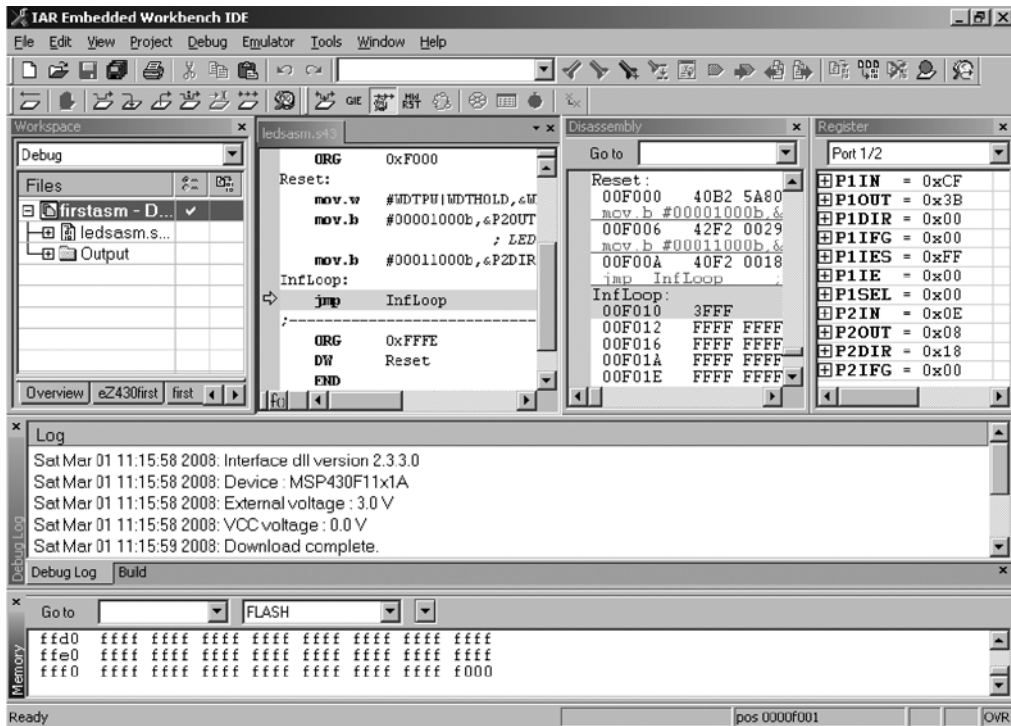 IAR Embedded Workbench IDE
File Edit View Project Debug Emulator Tools Window Help
GIE HW RST
Workspace
Debug
Files
firstasm - D...
ledsasm.s...
Output
Overview eZ430first first
ledsasm.s43
ORG 0xF000
Reset:
mov.w #WDTPW|WDTHOLD,&W
mov.b #00001000b,&P2OUT
; LED
mov.b #00011000b,&P2DIR
InfLoop:
jmp InfLoop
;------------------------------
ORG 0xFFFE
DW Reset
END
f()
Disassembly
Go to
Reset:
00F000 40B2 5A80
mov.b #00001000b,&
00F006 42F2 0029
mov.b #00011000b,&
00F00A 40F2 0018
jmp InfLoop ;
InfLoop:
00F010 3FFF
00F012 FFFF FFFF
00F016 FFFF FFFF
00F01A FFFF FFFF
00F01E FFFF FFFF
Register
Port 1/2
P1IN = 0xCF
P1OUT = 0x3B
P1DIR = 0x00
P1IFG = 0x00
P1IES = 0xFF
P1IE = 0x00
P1SEL = 0x00
P2IN = 0x0E
P2OUT = 0x08
P2DIR = 0x18
P2IFG = 0x00
Debug Log
Log
Sat Mar 01 11:15:58 2008: Interface dll version 2.3.3.0
Sat Mar 01 11:15:58 2008: Device : MSP430F11x1A
Sat Mar 01 11:15:58 2008: External voltage : 3.0 V
Sat Mar 01 11:15:58 2008: VCC voltage : 0.0 V
Sat Mar 01 11:15:59 2008: Download complete.
Debug Log Build
Memory
Go to FLASH
ffd0 ffff ffff ffff ffff ffff ffff ffff ffff
ffe0 ffff ffff ffff ffff ffff ffff ffff ffff
fff0 ffff ffff ffff ffff ffff ffff ffff f000
Ready pos 0000f001 OVR